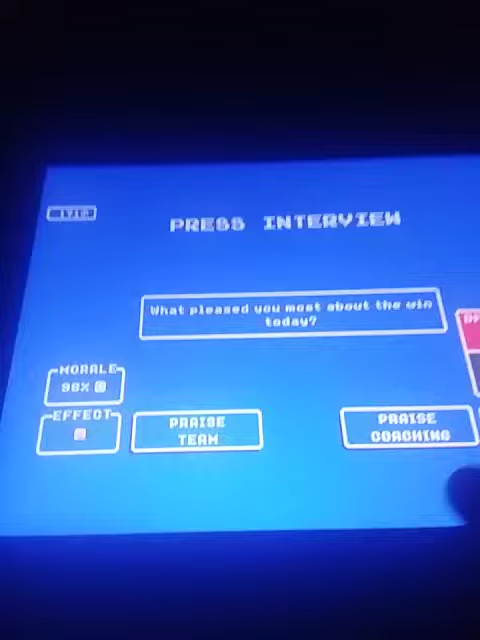 PRESS INTERVIEW
What pleased you most about the win
today?
MORALE
98%
EFFECT
PRAISE
TEAM
PRAISE
COACHING